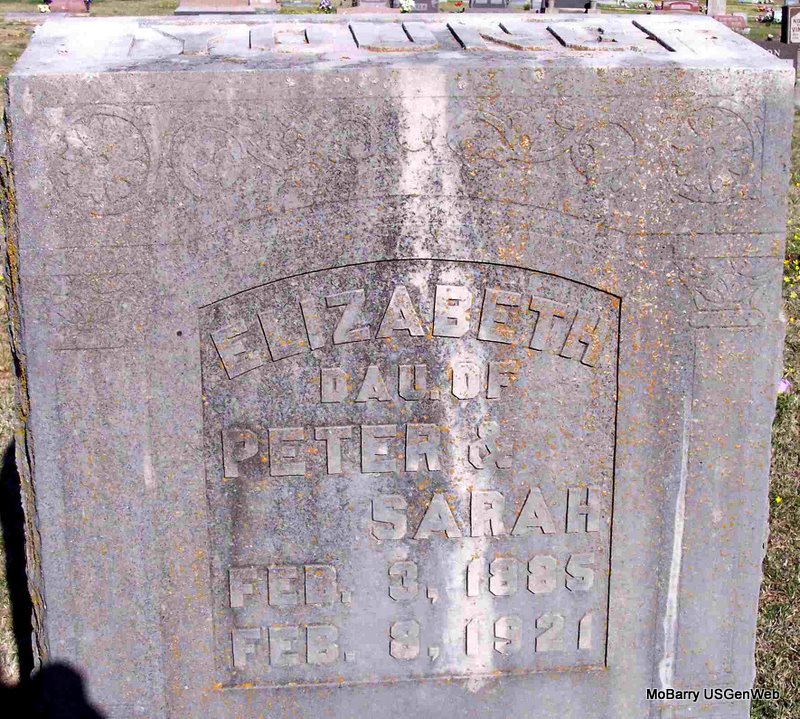 ELIZABETH
DAU. OF
PETER &
SARAH
FEB. 3, 1885
FEB. 8, 1921
MoBarry USGenWeb